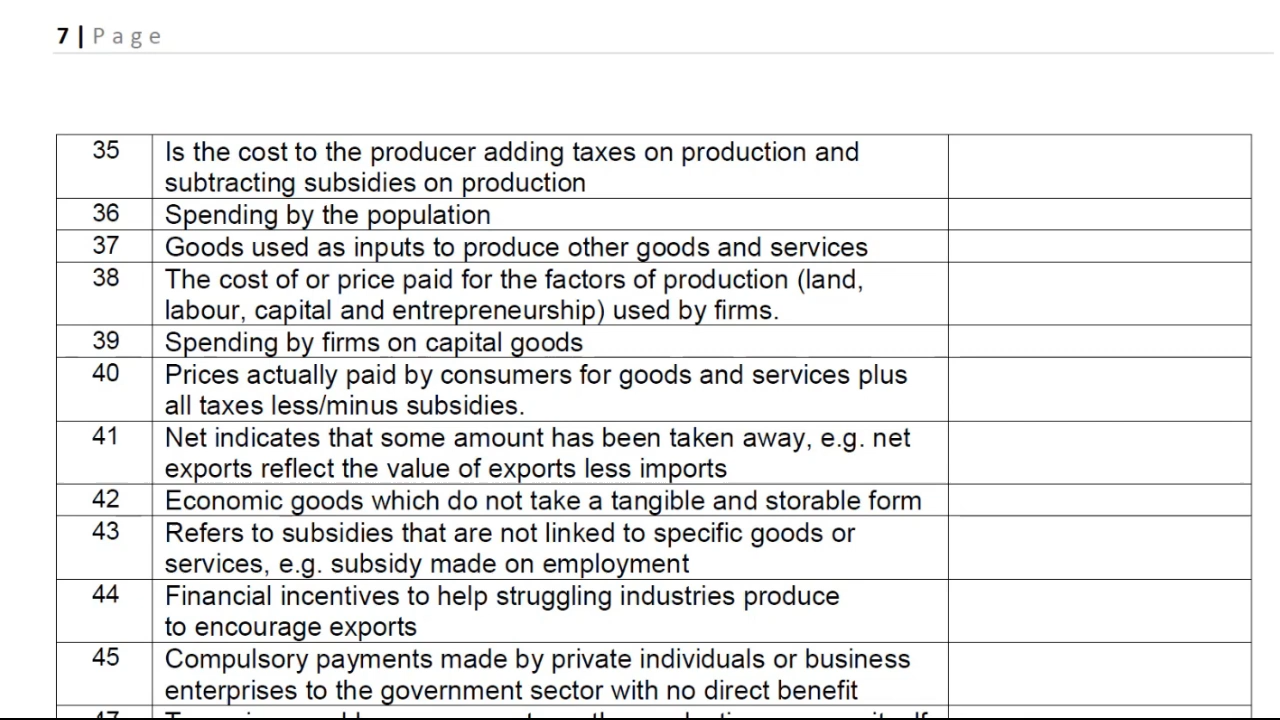 7 | Page
35 Is the cost to the producer adding taxes on production and
subtracting subsidies on production
36 Spending by the population
37 Goods used as inputs to produce other goods and services
38 The cost of or price paid for the factors of production (land,
labour, capital and entrepreneurship) used by firms.
39 Spending by firms on capital goods
40 Prices actually paid by consumers for goods and services plus
all taxes less/minus subsidies.
41 Net indicates that some amount has been taken away, e.g. net
exports reflect the value of exports less imports
42 Economic goods which do not take a tangible and storable form
43 Refers to subsidies that are not linked to specific goods or
services, e.g. subsidy made on employment
44 Financial incentives to help struggling industries produce
to encourage exports
45 Compulsory payments made by private individuals or business
enterprises to the government sector with no direct benefit
47